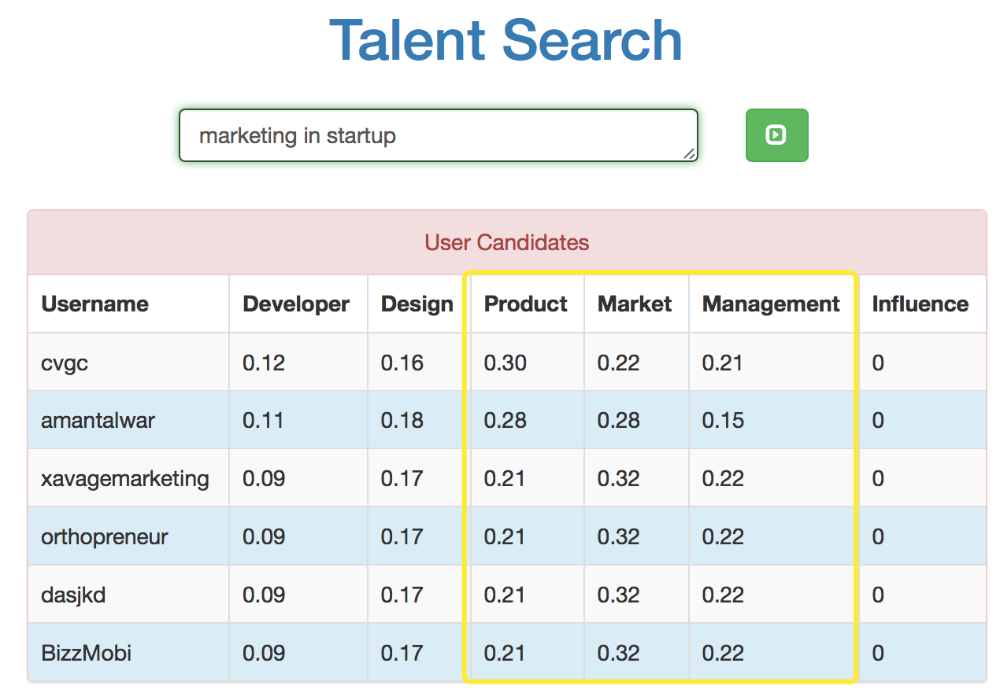 Talent Search
marketing in startup
User Candidates
Username Developer Design Product Market Management Influence
cvgc 0.12 0.16 0.30 0.22 0.21 0
amantalwar 0.11 0.18 0.28 0.28 0.15 0
xavagemarketing 0.09 0.17 0.21 0.32 0.22 0
orthopreneur 0.09 0.17 0.21 0.32 0.22 0
dasjkd 0.09 0.17 0.21 0.32 0.22 0
BizzMobi 0.09 0.17 0.21 0.32 0.22 0